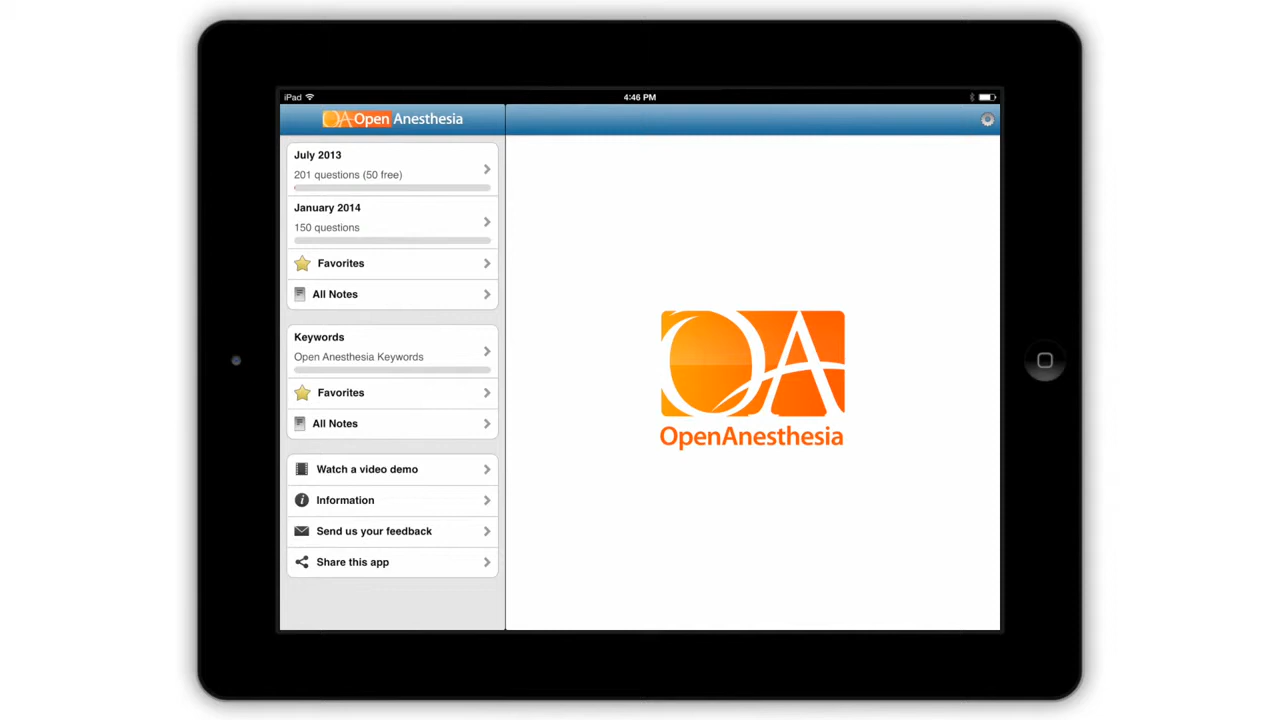 iPad
4:46 PM
OA Open Anesthesia
July 2013
201 questions (50 free)
January 2014
150 questions
Favorites
All Notes
Keywords
Open Anesthesia Keywords
Favorites
All Notes
Watch a video demo
Information
Send us your feedback
Share this app
OA
OpenAnesthesia